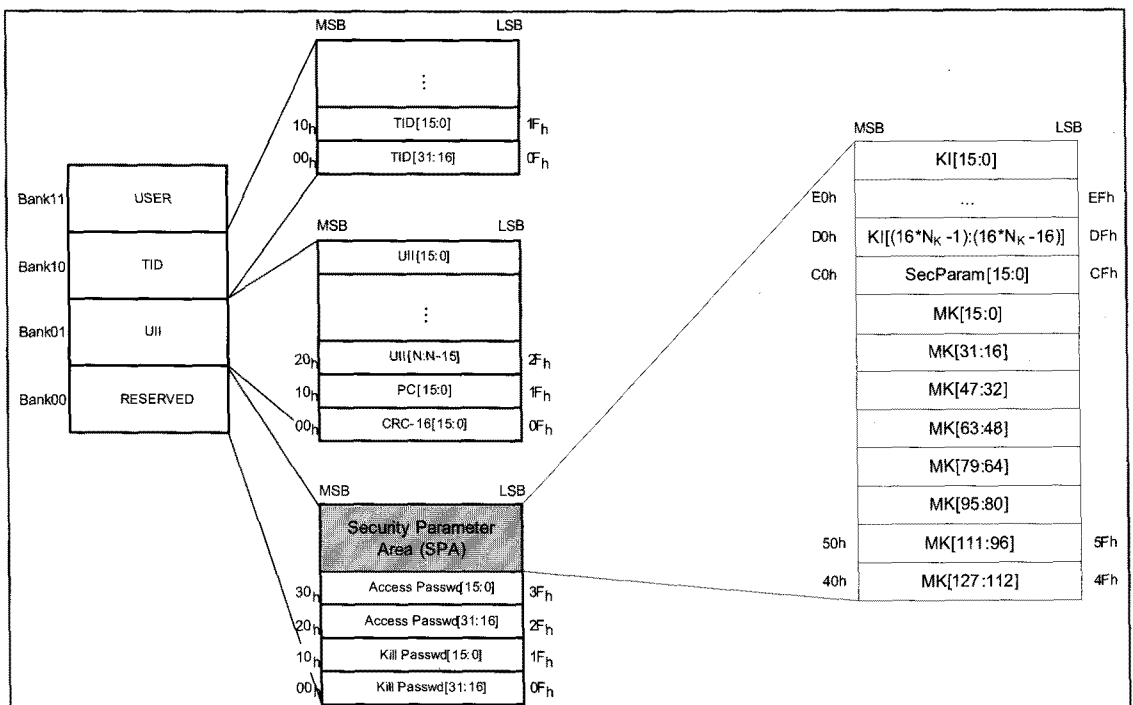 MSB LSB
⋮
10h TID[15:0] 1Fh
00h TID[31:16] 0Fh
Bank11 USER
Bank10 TID
Bank01 UII
Bank00 RESERVED
MSB LSB
UII[15:0]
⋮
20h UII[N:N-15] 2Fh
10h PC[15:0] 1Fh
00h CRC-16[15:0] 0Fh
MSB LSB
Security Parameter
Area (SPA)
30h Access Passwd[15:0] 3Fh
20h Access Passwd[31:16] 2Fh
10h Kill Passwd[15:0] 1Fh
00h Kill Passwd[31:16] 0Fh
MSB LSB
KI[15:0]
E0h ... EFh
D0h KI[(16*NK -1):(16*NK -16)] DFh
C0h SecParam[15:0] CFh
MK[15:0]
MK[31:16]
MK[47:32]
MK[63:48]
MK[79:64]
MK[95:80]
50h MK[111:96] 5Fh
40h MK[127:112] 4Fh